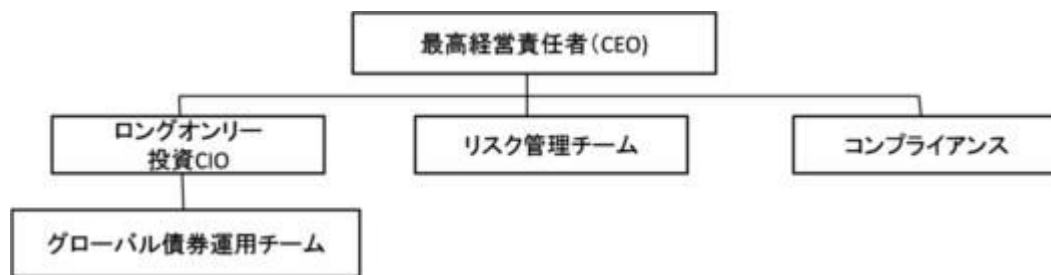 最高経営責任者(CEO)
ロングオンリー
投資CIO
リスク管理チーム
コンプライアンス
グローバル債券運用チーム